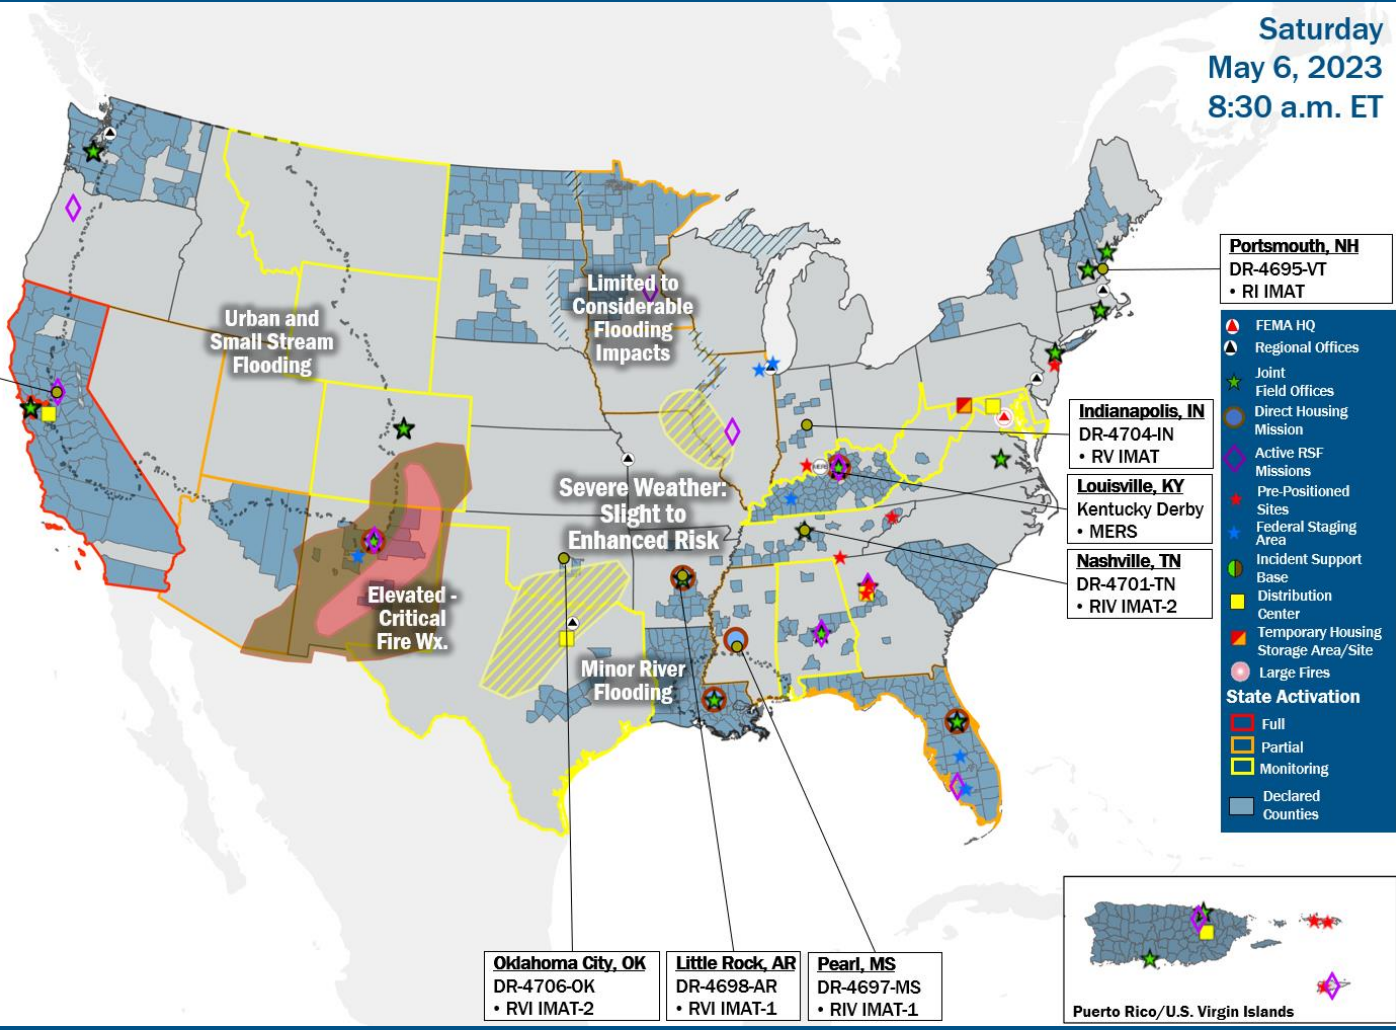 Saturday
May 6, 2023
8:30 a.m. ET
Portsmouth, NH
DR-4695-VT
• RI IMAT
FEMA HQ
Regional Offices
Joint
Field Offices
Direct Housing
Mission
Active RSF
Missions
Pre-Positioned
Sites
Federal Staging
Area
Incident Support
Base
Distribution
Center
Temporary Housing
Storage Area/Site
Large Fires
State Activation
Full
Partial
Monitoring
Declared
Counties
Limited to
Considerable
Flooding
Impacts
Urban and
Small Stream
Flooding
Indianapolis, IN
DR-4704-IN
• RV IMAT
MERS
Louisville, KY
Kentucky Derby
• MERS
Severe Weather:
Slight to
Enhanced Risk
Nashville, TN
DR-4701-TN
• RIV IMAT-2
Elevated -
Critical
Fire Wx.
Minor River
Flooding
Oklahoma City, OK
DR-4706-OK
• RVI IMAT-2
Little Rock, AR
DR-4698-AR
• RVI IMAT-1
Pearl, MS
DR-4697-MS
• RIV IMAT-1
Puerto Rico/U.S. Virgin Islands